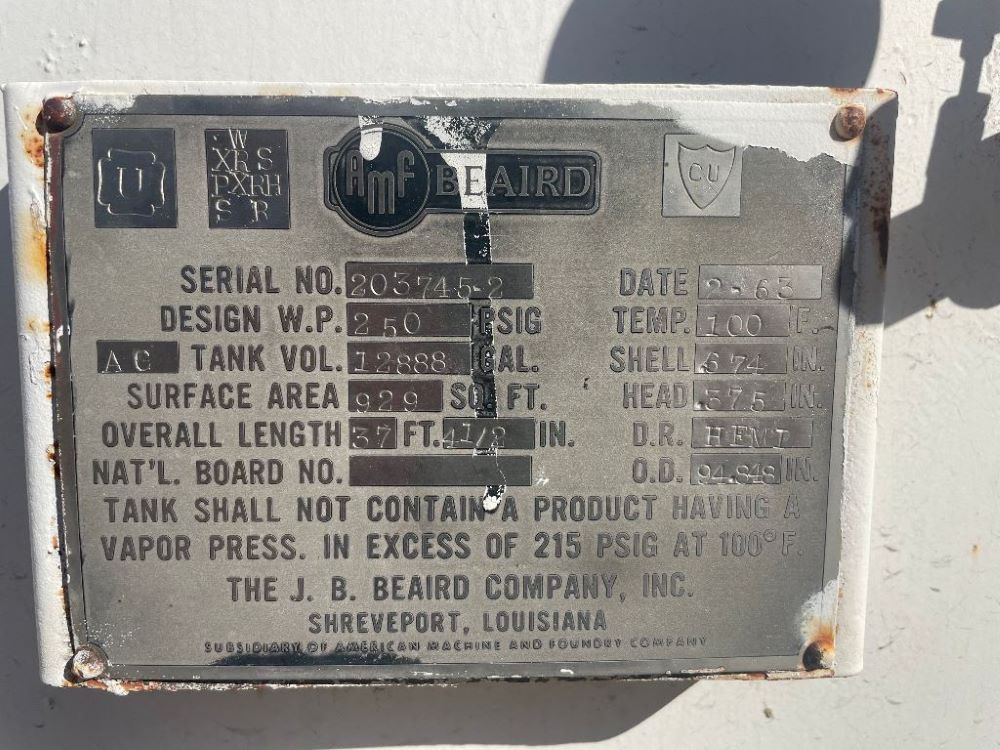 U
W
XRS
PXRH
S R
AMF BEAIRD
CU
SERIAL NO. 203745-2 DATE 2-63
DESIGN W.P. 250 PSIG TEMP. 100 F.
AG TANK VOL. 12888 GAL. SHELL .674 IN.
SURFACE AREA 929 SQ. FT. HEAD .375 IN.
OVERALL LENGTH 37 FT. 4 1/2 IN. D.R. HEMI
NAT'L. BOARD NO. O.D. 94.848 IN.
TANK SHALL NOT CONTAIN A PRODUCT HAVING A
VAPOR PRESS. IN EXCESS OF 215 PSIG AT 100° F.
THE J. B. BEAIRD COMPANY, INC.
SHREVEPORT, LOUISIANA
SUBSIDIARY OF AMERICAN MACHINE AND FOUNDRY COMPANY